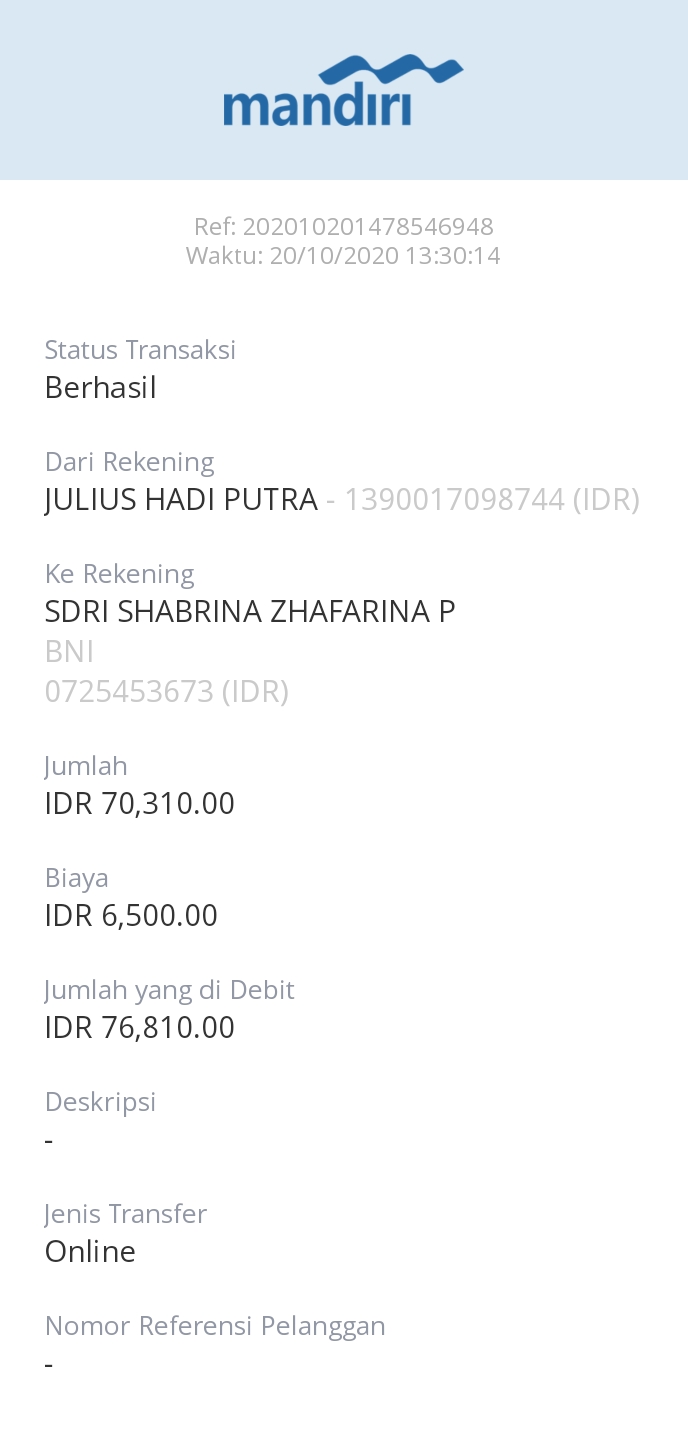 mandiri
Ref: 202010201478546948
Waktu: 20/10/2020 13:30:14
Status Transaksi
Berhasil
Dari Rekening
JULIUS HADI PUTRA - 1390017098744 (IDR)
Ke Rekening
SDRI SHABRINA ZHAFARINA P
BNI
0725453673 (IDR)
Jumlah
IDR 70,310.00
Biaya
IDR 6,500.00
Jumlah yang di Debit
IDR 76,810.00
Deskripsi
-
Jenis Transfer
Online
Nomor Referensi Pelanggan
-